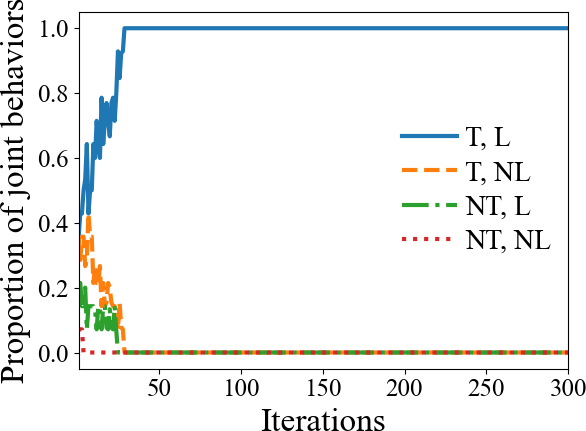 Proportion of joint behaviors
1.0
0.8
0.6
0.4
0.2
0.0
T, L
T, NL
NT, L
NT, NL
50
100
150
200
250
300
Iterations